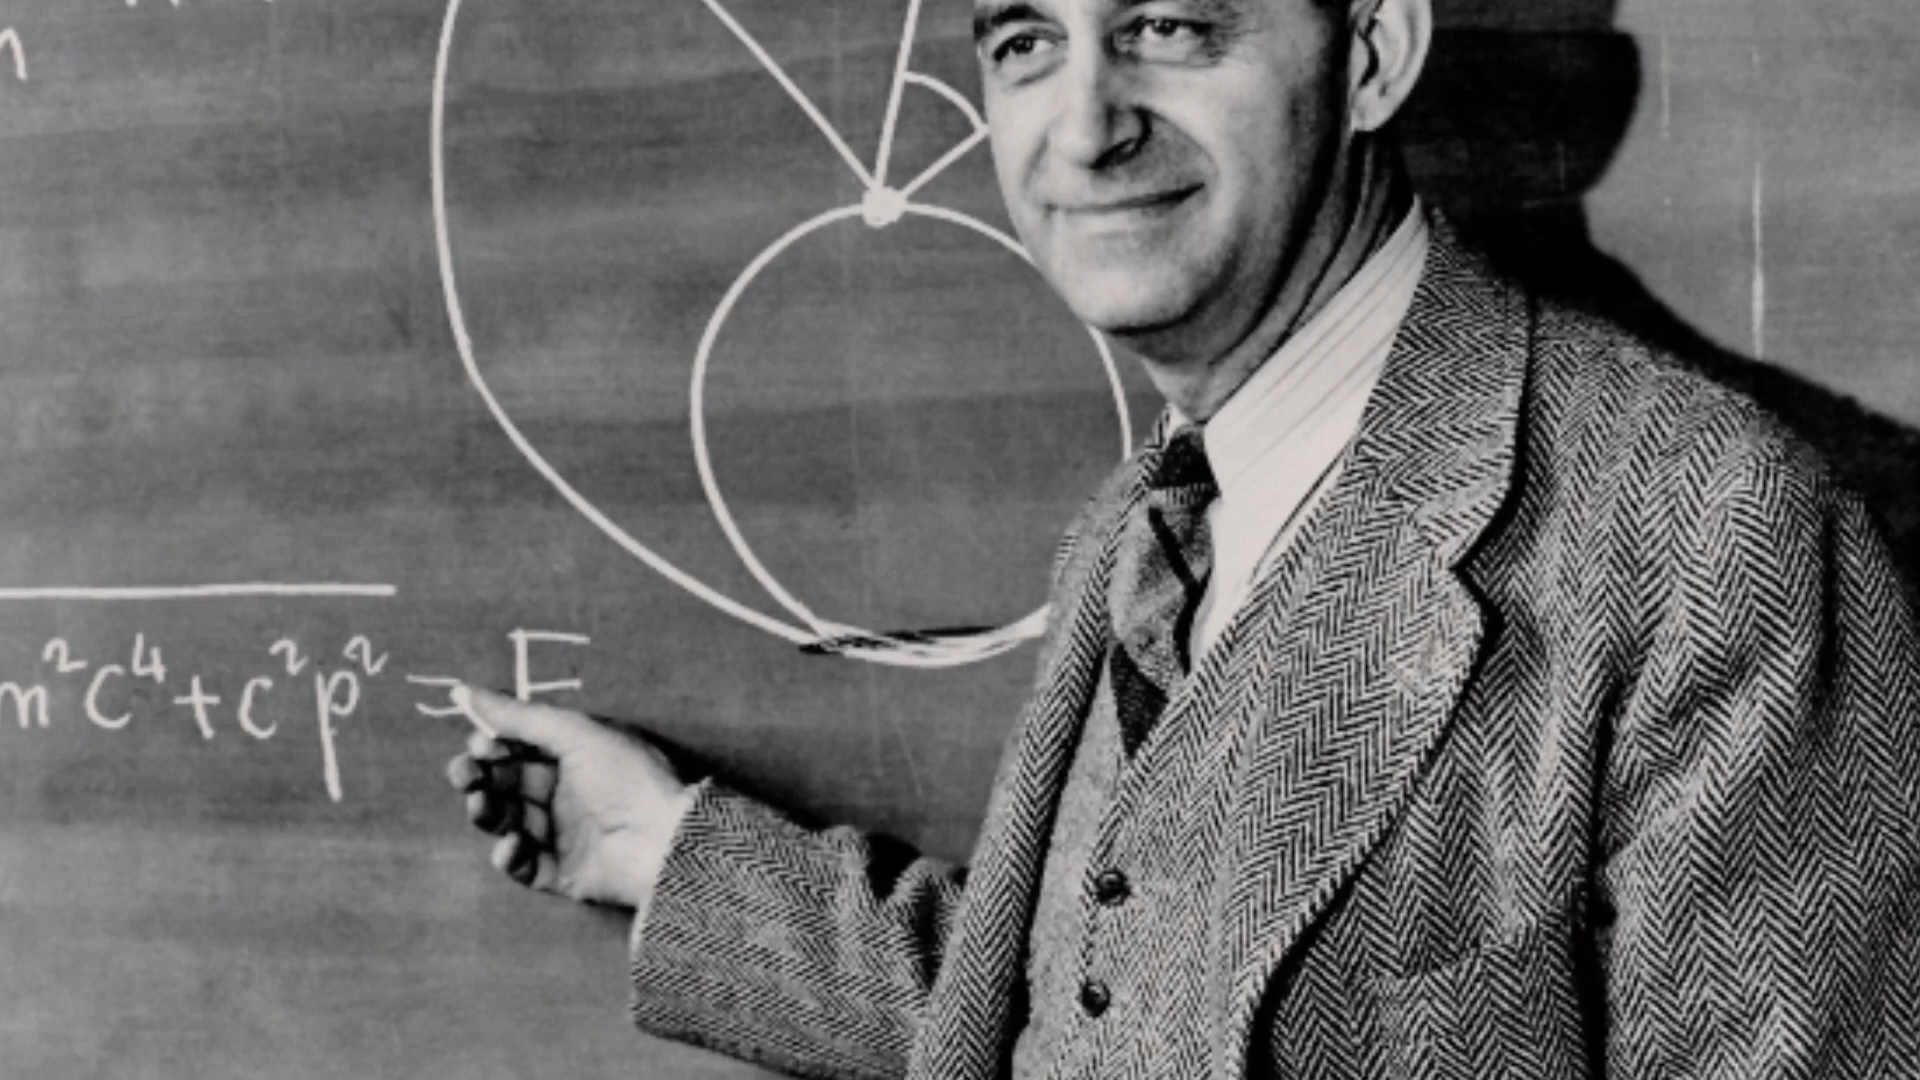 m²c⁴+c²p² = E